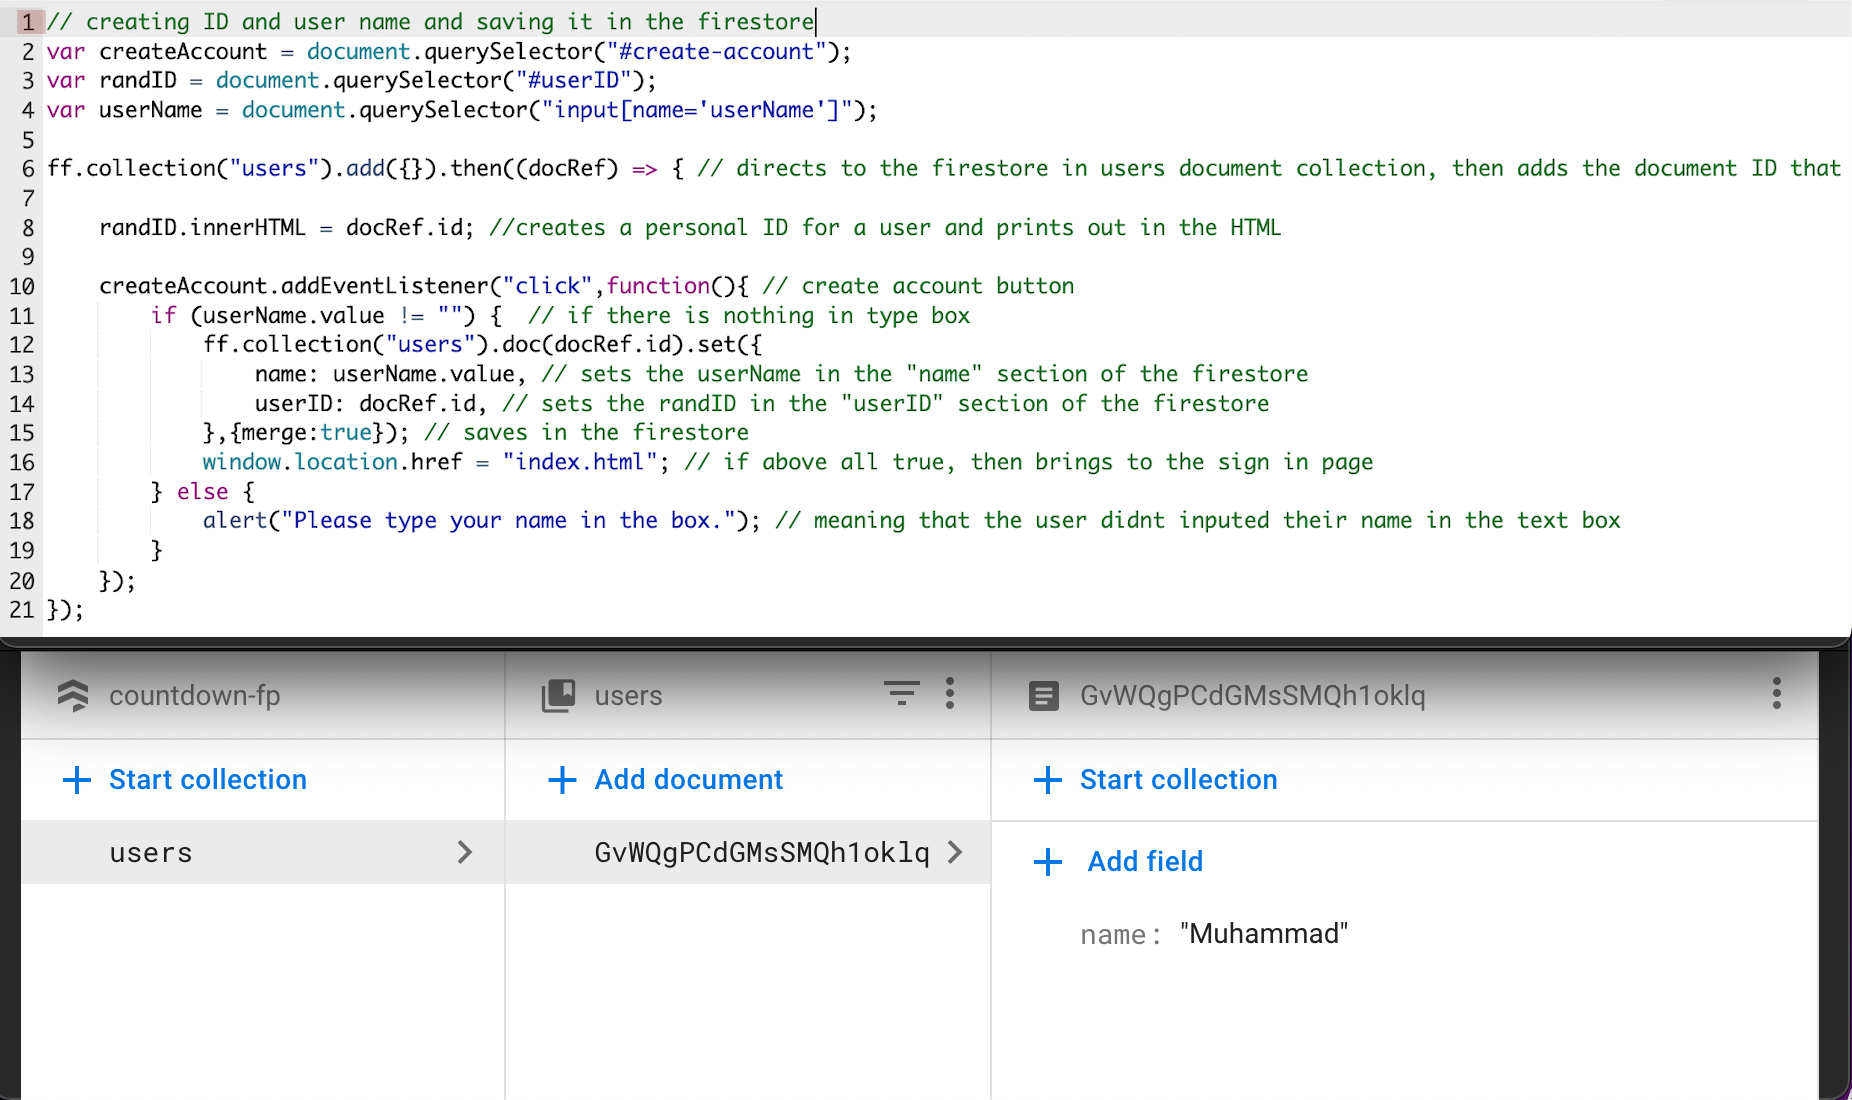 1 // creating ID and user name and saving it in the firestore
2 var createAccount = document.querySelector("#create-account");
3 var randID = document.querySelector("#userID");
4 var userName = document.querySelector("input[name='userName']");
5
6 ff.collection("users").add({}).then((docRef) => { // directs to the firestore in users document collection, then adds the document ID that
7
8 randID.innerHTML = docRef.id; //creates a personal ID for a user and prints out in the HTML
9
10 createAccount.addEventListener("click",function(){ // create account button
11 if (userName.value != "") { // if there is nothing in type box
12 ff.collection("users").doc(docRef.id).set({
13 name: userName.value, // sets the userName in the "name" section of the firestore
14 userID: docRef.id, // sets the randID in the "userID" section of the firestore
15 },{merge:true}); // saves in the firestore
16 window.location.href = "index.html"; // if above all true, then brings to the sign in page
17 } else {
18 alert("Please type your name in the box."); // meaning that the user didnt inputed their name in the text box
19 }
20 });
21 });
countdown-fp
+ Start collection
users
users
+ Add document
GvWQgPCdGMsSMQh1oklq
GvWQgPCdGMsSMQh1oklq
+ Start collection
+ Add field
name: "Muhammad"